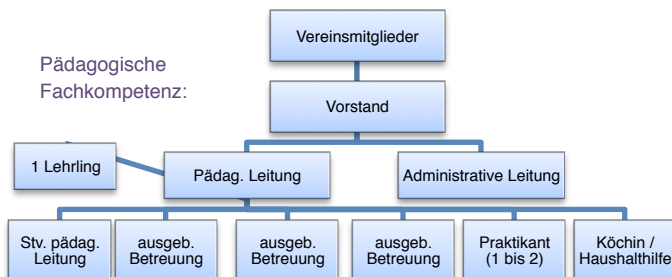 Vereinsmitglieder
Pädagogische
Fachkompetenz:
Vorstand
1 Lehrling
Pädag. Leitung
Administrative Leitung
Stv. pädag.
Leitung
ausgeb.
Betreuung
ausgeb.
Betreuung
ausgeb.
Betreuung
Praktikant
(1 bis 2)
Köchin /
Haushalthilfe